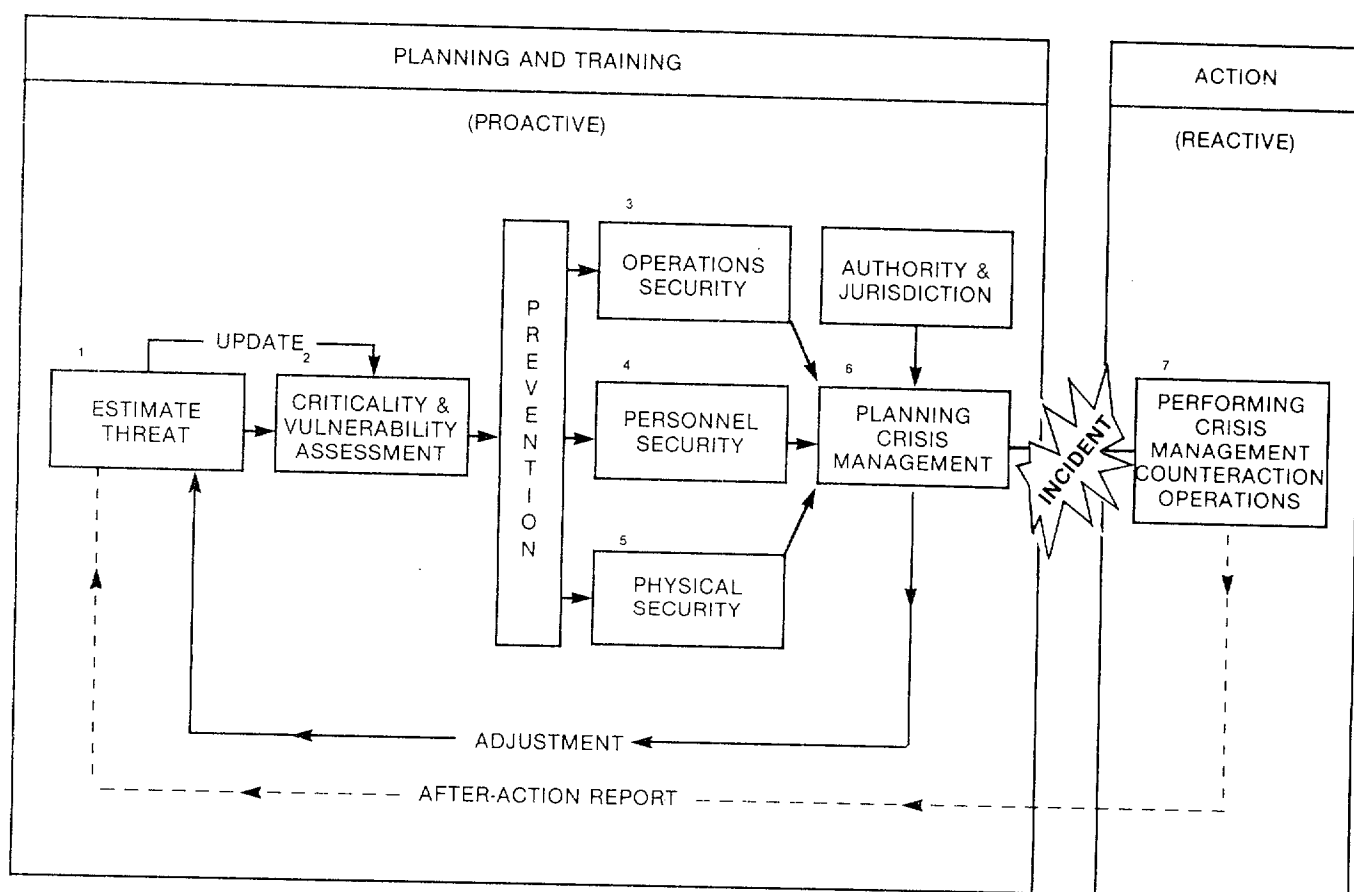 PLANNING AND TRAINING
(PROACTIVE)
ACTION
(REACTIVE)
1
ESTIMATE
THREAT
UPDATE
2
CRITICALITY &
VULNERABILITY
ASSESSMENT
P
R
E
V
E
N
T
I
O
N
3
OPERATIONS
SECURITY
4
PERSONNEL
SECURITY
5
PHYSICAL
SECURITY
AUTHORITY &
JURISDICTION
6
PLANNING
CRISIS
MANAGEMENT
INCIDENT
7
PERFORMING
CRISIS
MANAGEMENT
COUNTERACTION
OPERATIONS
ADJUSTMENT
AFTER-ACTION REPORT